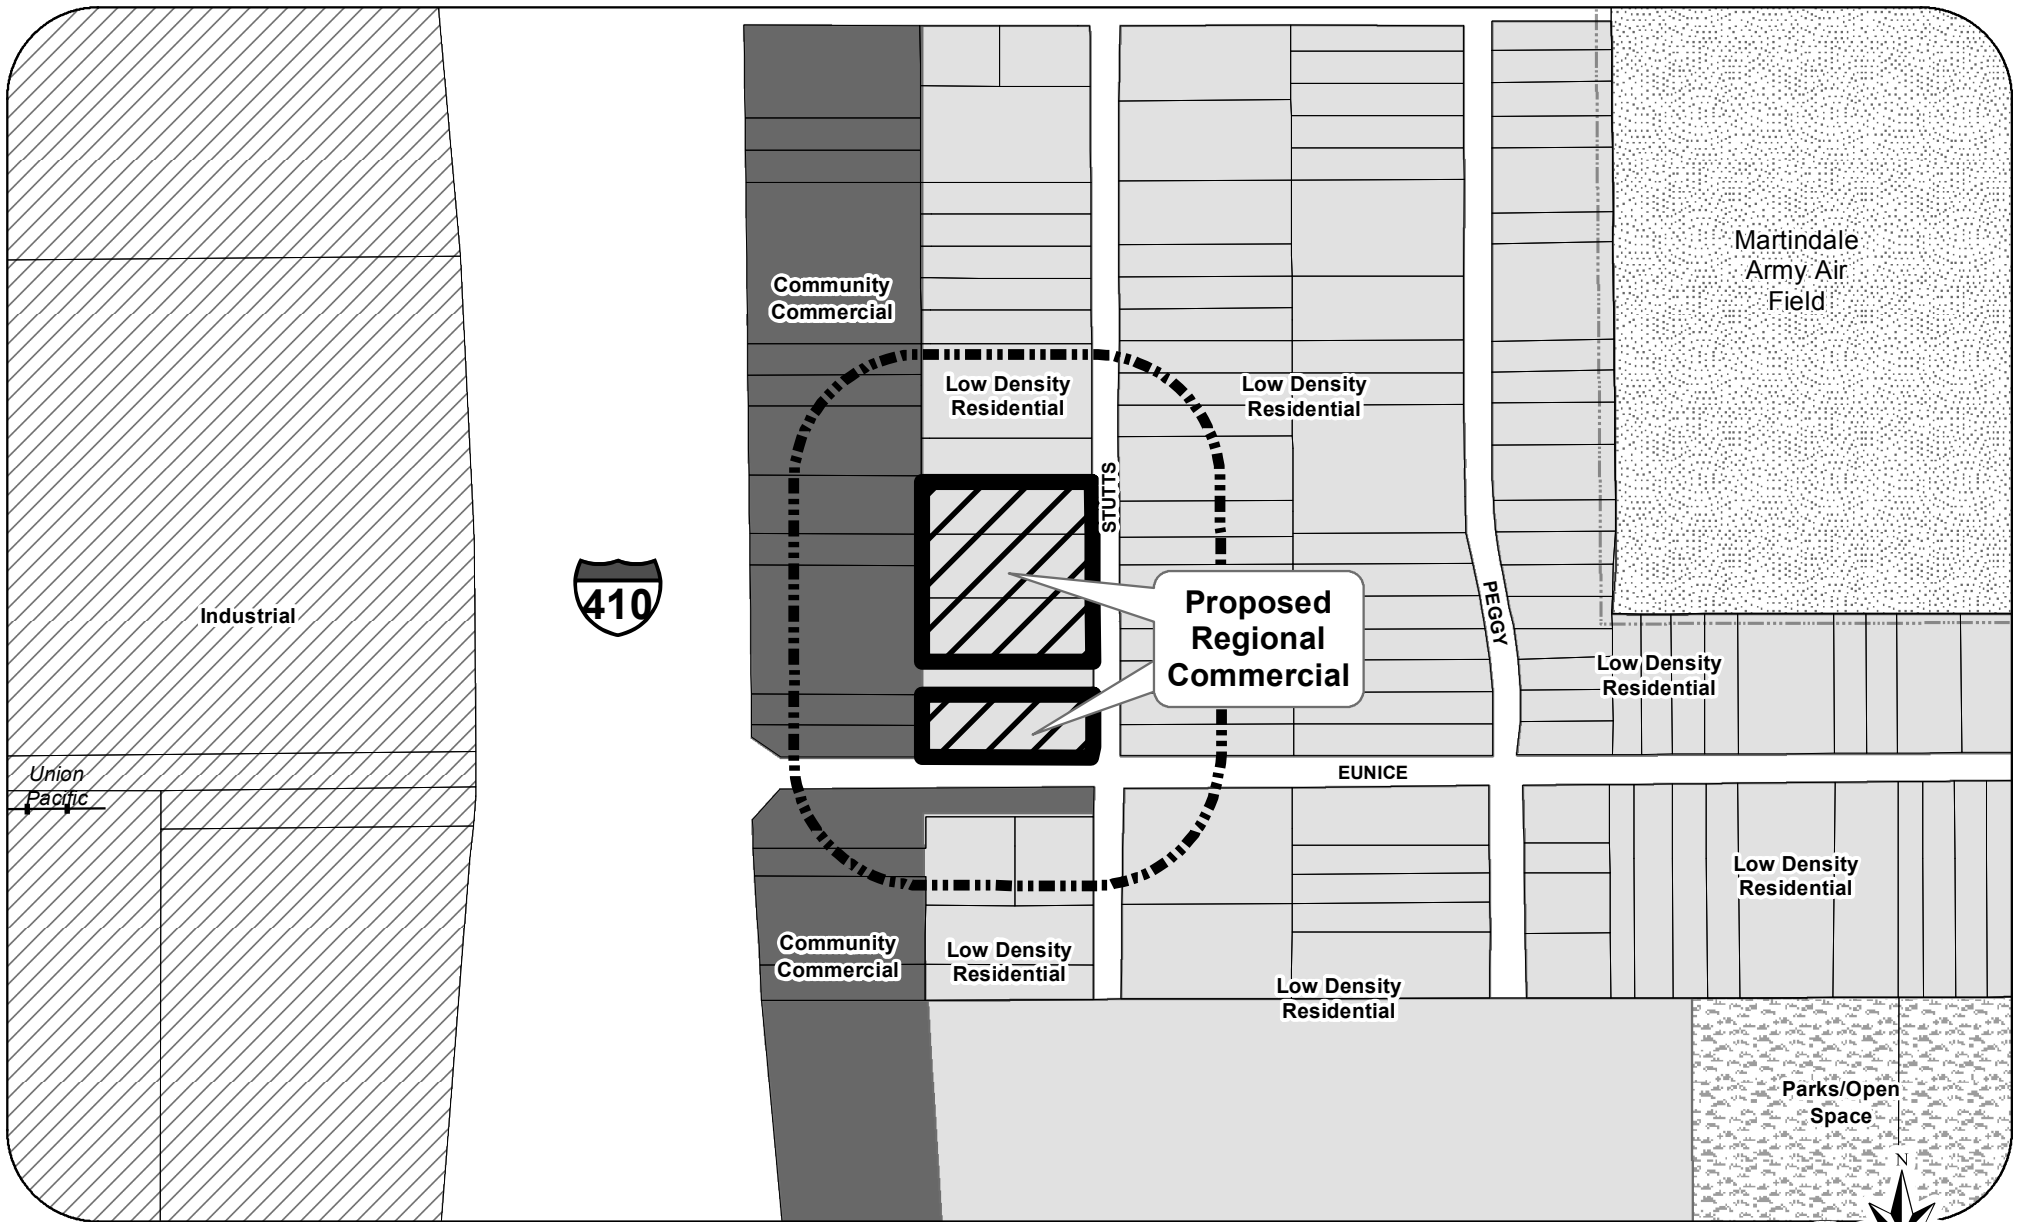 Martindale
Army Air
Field
Community
Commercial
Low Density
Residential
Low Density
Residential
STUTTS
410
Industrial
Proposed
Regional
Commercial
PEGGY
Low Density
Residential
Union
Pacific
EUNICE
Low Density
Residential
Community
Commercial
Low Density
Residential
Low Density
Residential
Parks/Open
Space
N